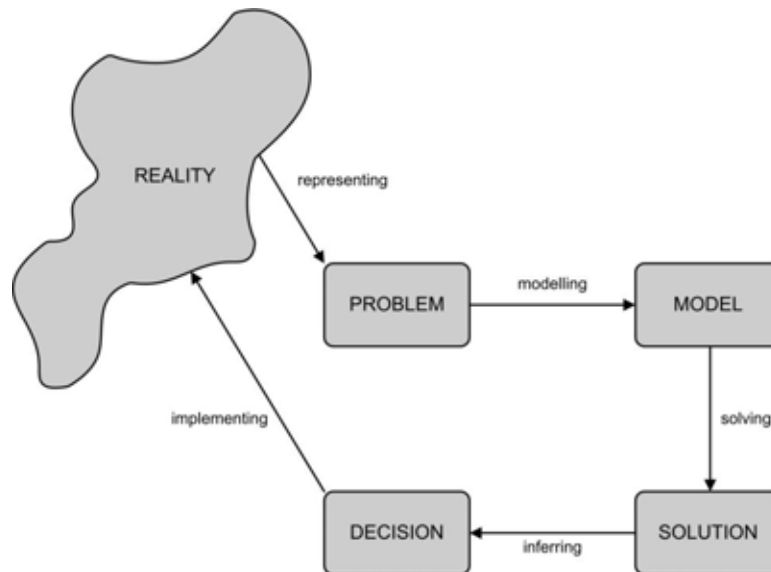 REALITY
representing
PROBLEM
modelling
MODEL
implementing
solving
DECISION
inferring
SOLUTION